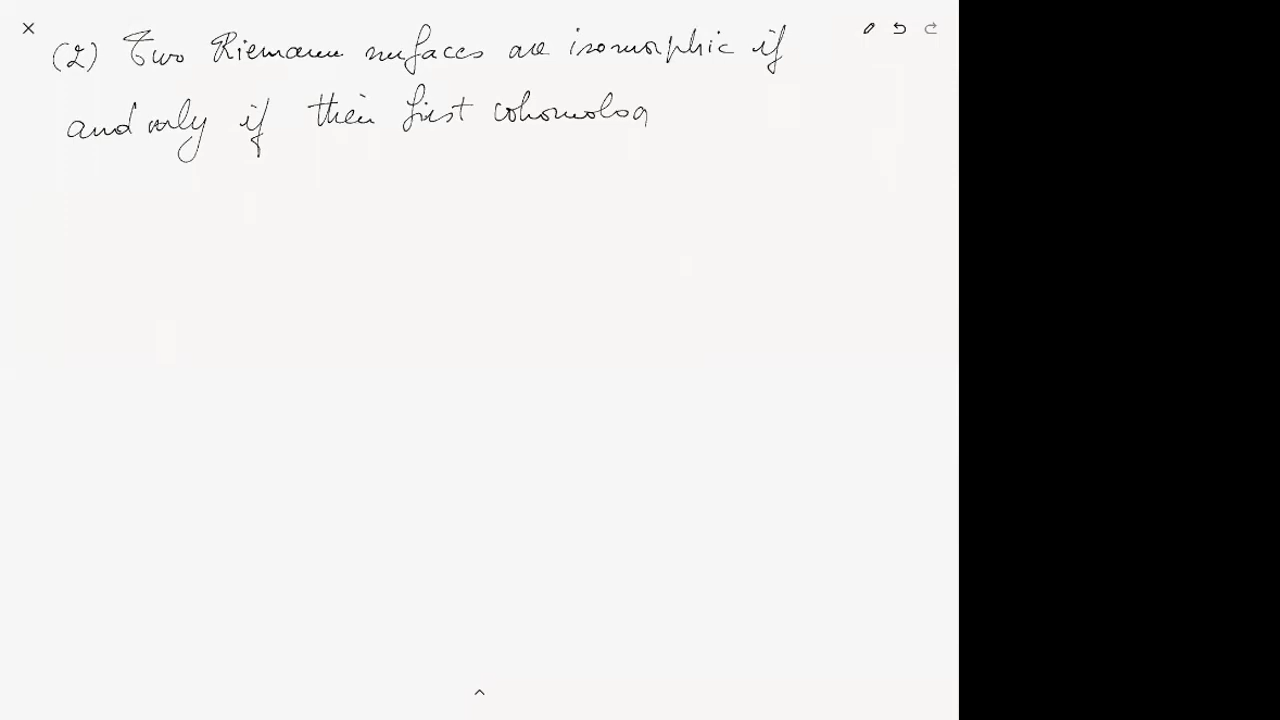 (2) Two Riemann surfaces are isomorphic if
and only if their first cohomolog